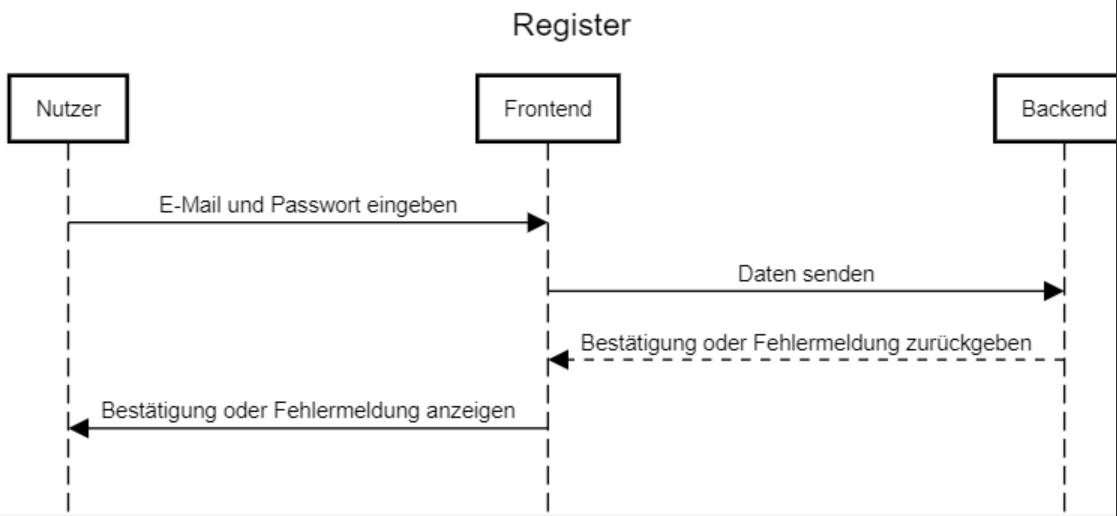 Register
Nutzer
Frontend
Backend
E-Mail und Passwort eingeben
Daten senden
Bestätigung oder Fehlermeldung zurückgeben
Bestätigung oder Fehlermeldung anzeigen